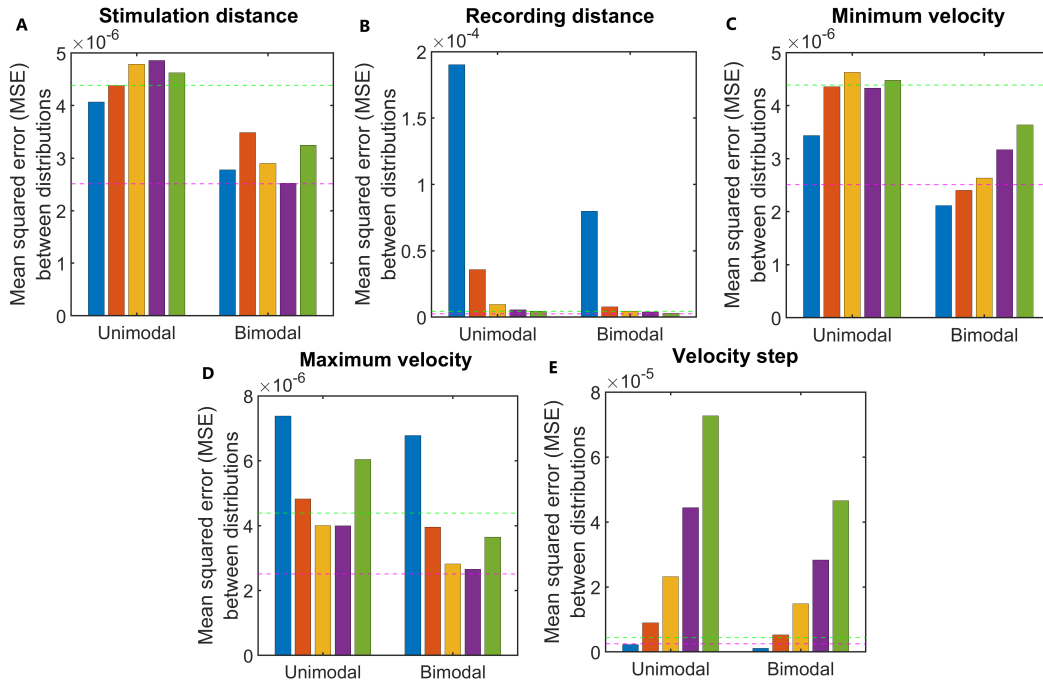 A
Stimulation distance
×10⁻⁶
Mean squared error (MSE)
between distributions
5
4
3
2
1
0
Unimodal
Bimodal
B
Recording distance
×10⁻⁴
Mean squared error (MSE)
between distributions
2
1.5
1
0.5
0
Unimodal
Bimodal
C
Minimum velocity
×10⁻⁶
Mean squared error (MSE)
between distributions
6
5
4
3
2
1
0
Unimodal
Bimodal
D
Maximum velocity
×10⁻⁶
Mean squared error (MSE)
between distributions
8
6
4
2
0
Unimodal
Bimodal
E
Velocity step
×10⁻⁵
Mean squared error (MSE)
between distributions
8
6
4
2
0
Unimodal
Bimodal